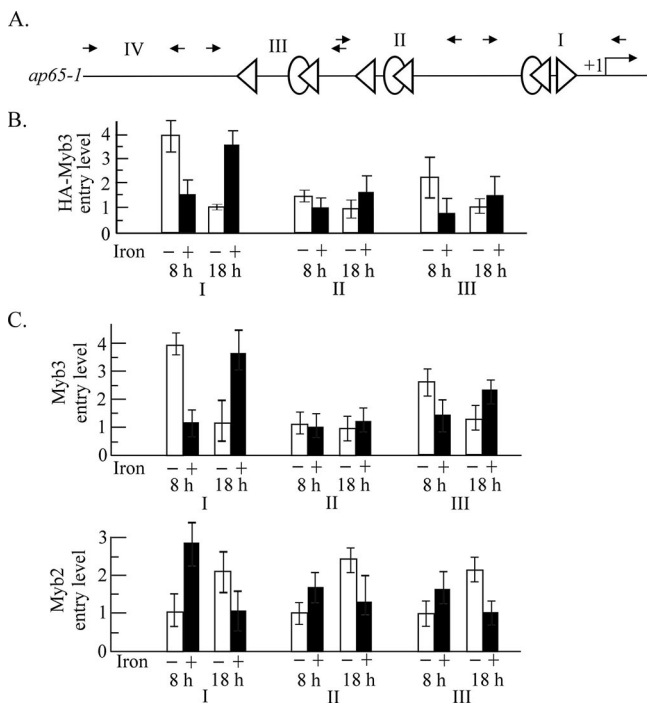 A.
IV III II I
ap65-1 +1
B.
HA-Myb3
entry level
4
3
2
1
0
Iron − + − + − + − + − + − +
8 h 18 h 8 h 18 h 8 h 18 h
I II III
C.
Myb3
entry level
4
3
2
1
0
Iron − + − + − + − + − + − +
8 h 18 h 8 h 18 h 8 h 18 h
I II III
Myb2
entry level
3
2
1
0
Iron − + − + − + − + − + − +
8 h 18 h 8 h 18 h 8 h 18 h
I II III